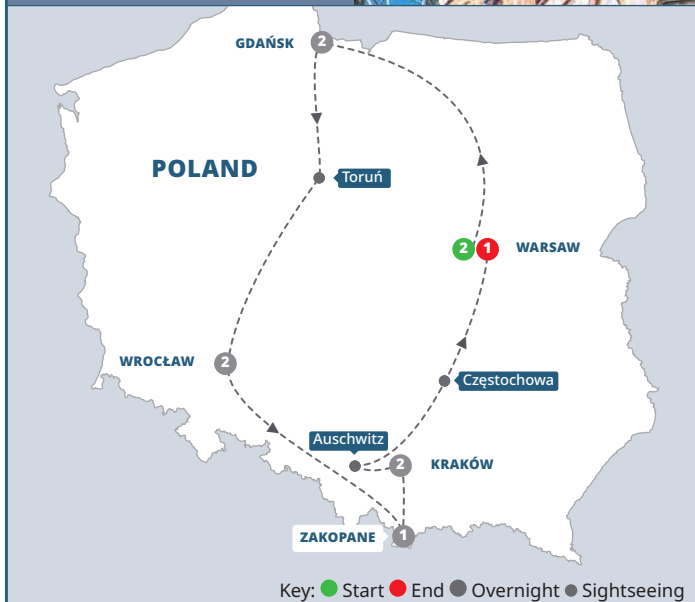 GDAŃSK 2
POLAND
Toruń
2 1 WARSAW
WROCŁAW 2
Częstochowa
Auschwitz
2 KRAKÓW
ZAKOPANE 1
Key: Start End Overnight Sightseeing